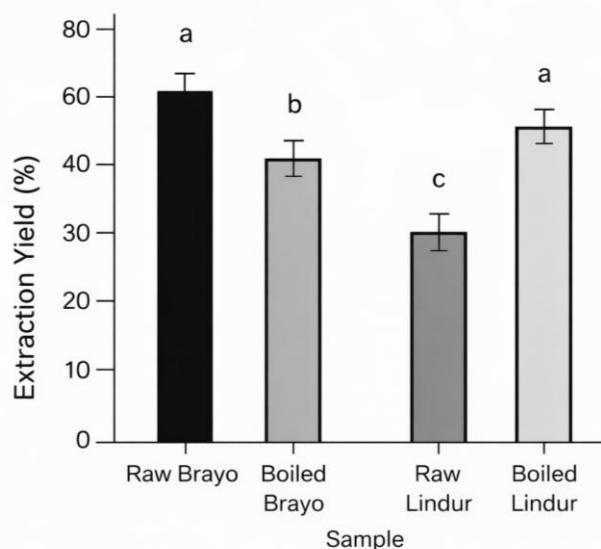 Extraction Yield (%)
80
60
40
30
20
10
0
a
b
c
a
Raw Brayo
Boiled
Brayo
Raw
Lindur
Boiled
Lindur
Sample